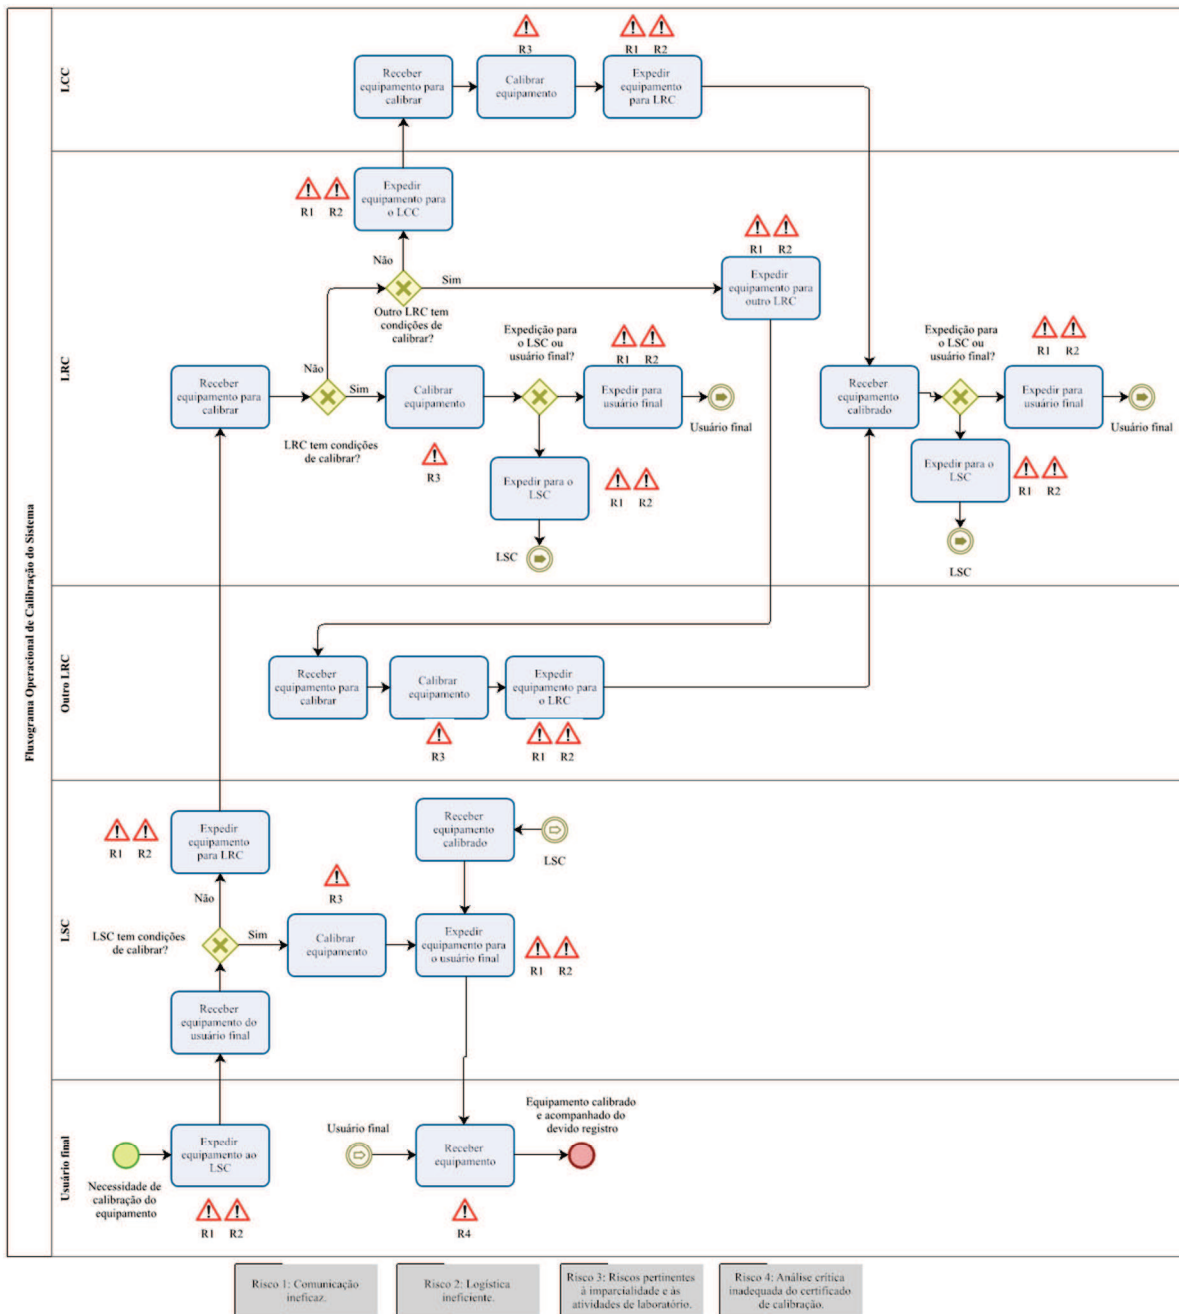 Fluxograma Operacional de Calibração do Sistema
LCC
R3
R1 R2
Receber
equipamento para
calibrar
Calibrar
equipamento
Expedir
equipamento
para LRC
LRC
R1 R2
Expedir
equipamento para
o LCC
Não
Sim
Outro LRC tem
condições de
calibrar?
R1 R2
Expedir
equipamento para
outro LRC
Receber
equipamento para
calibrar
Não
Sim
LRC tem condições
de calibrar?
Calibrar
equipamento
R3
Expedição para
o LSC ou
usuário final?
R1 R2
Expedir para
usuário final
Usuário final
Expedir para o
LSC
R1 R2
LSC
Receber
equipamento
calibrado
Expedição para
o LSC ou
usuário final?
R1 R2
Expedir para
usuário final
Usuário final
Expedir para o
LSC
R1 R2
LSC
Outro LRC
Receber
equipamento para
calibrar
Calibrar
equipamento
R3
Expedir
equipamento para
o LRC
R1 R2
LSC
R1 R2
Expedir
equipamento
para LRC
Não
LSC tem condições
de calibrar?
Sim
R3
Calibrar
equipamento
Receber
equipamento
calibrado
LSC
Expedir
equipamento para
o usuário final
R1 R2
Receber
equipamento do
usuário final
Usuário final
Necessidade de
calibração do
equipamento
Expedir
equipamento ao
LSC
R1 R2
Usuário final
Receber
equipamento
R4
Equipamento calibrado
e acompanhado do
devido registro
Risco 1: Comunicação
ineficaz.
Risco 2: Logística
ineficiente.
Risco 3: Riscos pertinentes
à imparcialidade e às
atividades de laboratório.
Risco 4: Análise crítica
inadequada do certificado
de calibração.